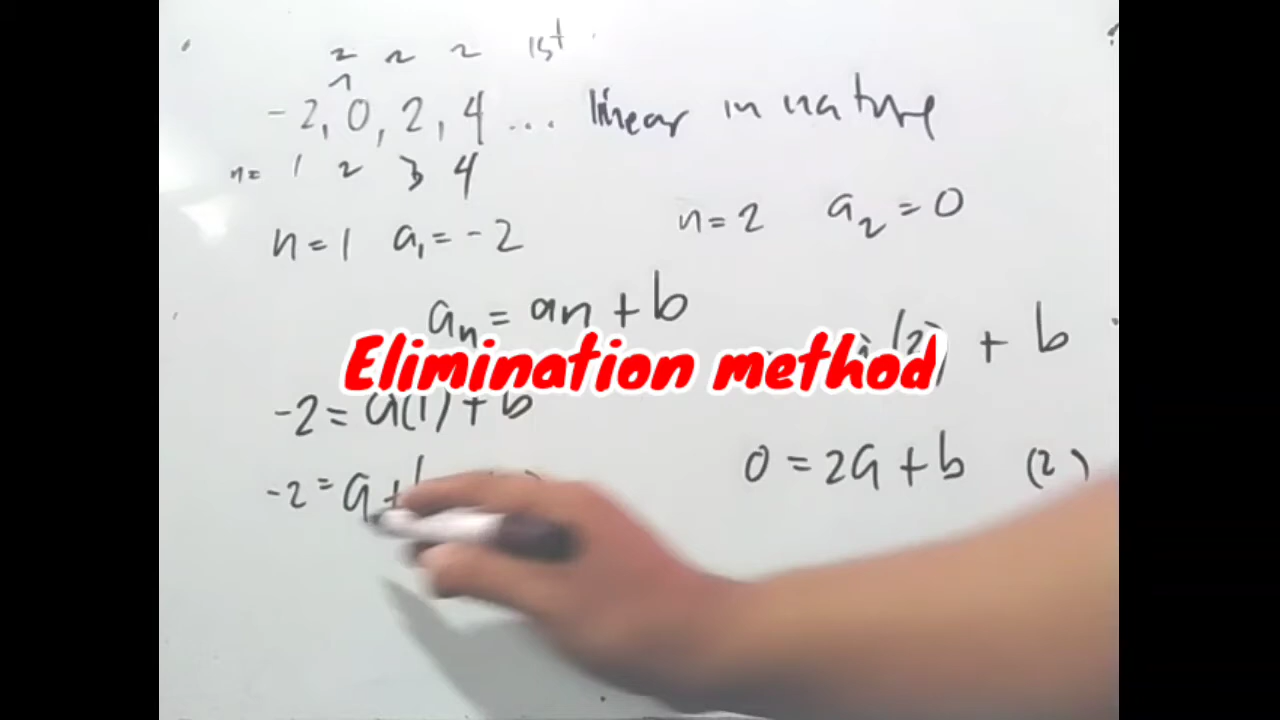 2 2 2 1st
-2, 0, 2, 4 ... linear in nature
n= 1 2 3 4
n=1 a₁=-2 n=2 a₂=0
aₙ = an + b
(2) + b
Elimination method
-2 = a(1) + b
0 = 2a + b (2)
-2 = a+